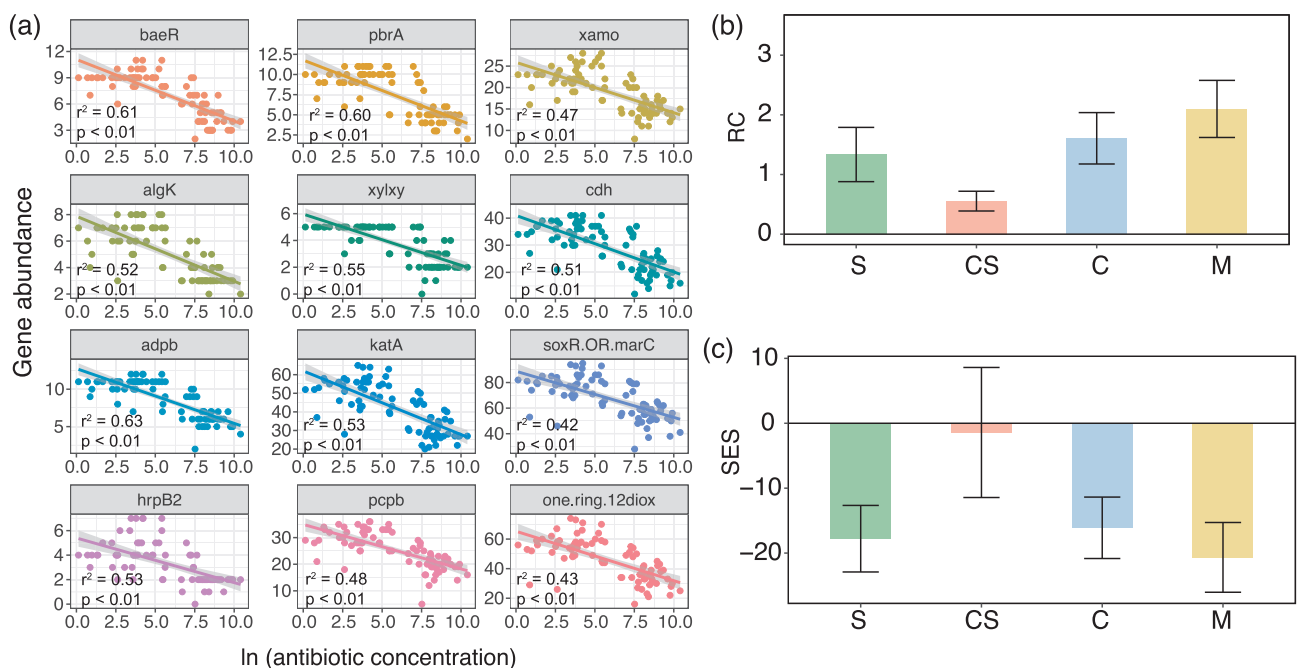 (a)
Gene abundance
baeR
11
9
6
3
r² = 0.61
p < 0.01
0.0 2.5 5.0 7.5 10.0
pbrA
12.5
10.0
7.5
5.0
2.5
r² = 0.60
p < 0.01
0.0 2.5 5.0 7.5 10.0
xamo
25
20
15
10
r² = 0.47
p < 0.01
0.0 2.5 5.0 7.5 10.0
algK
8
6
4
2
r² = 0.52
p < 0.01
0.0 2.5 5.0 7.5 10.0
xylxy
6
4
2
0
r² = 0.55
p < 0.01
0.0 2.5 5.0 7.5 10.0
cdh
40
30
20
r² = 0.51
p < 0.01
0.0 2.5 5.0 7.5 10.0
adpb
10
5
r² = 0.63
p < 0.01
0.0 2.5 5.0 7.5 10.0
katA
60
50
40
30
20
r² = 0.53
p < 0.01
0.0 2.5 5.0 7.5 10.0
soxR.OR.marC
80
60
40
r² = 0.42
p < 0.01
0.0 2.5 5.0 7.5 10.0
hrpB2
6
4
2
0
r² = 0.53
p < 0.01
0.0 2.5 5.0 7.5 10.0
pcpb
30
20
10
r² = 0.48
p < 0.01
0.0 2.5 5.0 7.5 10.0
one.ring.12diox
60
40
20
r² = 0.43
p < 0.01
0.0 2.5 5.0 7.5 10.0
ln (antibiotic concentration)
(b)
RC
3
2
1
0
S CS C M
(c)
SES
10
0
−10
−20
S CS C M